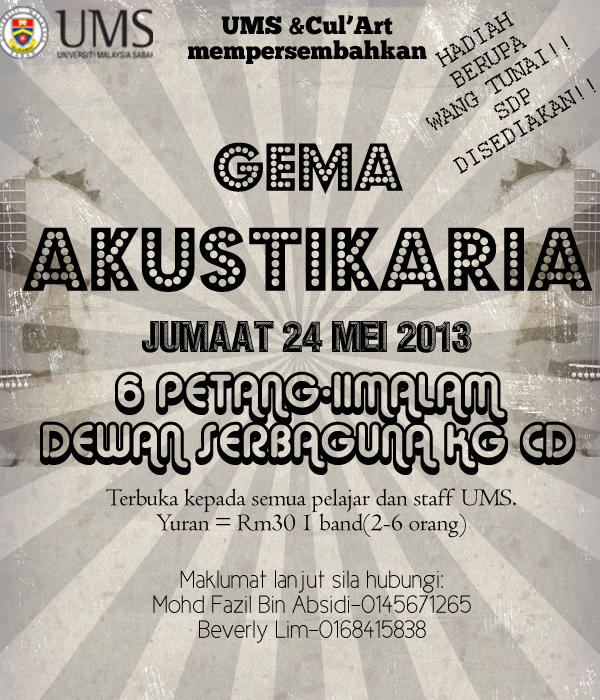 UMS
UNIVERSITI MALAYSIA SABAH
UMS &Cul'Art
mempersembahkan
HADIAH
BERUPA
WANG TUNAI!!
SDP
DISEDIAKAN!!
GEMA
AKUSTIKARIA
JUMAAT 24 MEI 2013
6 PETANG-11MALAM
DEWAN SERBAGUNA KG CD
Terbuka kepada semua pelajar dan staff UMS.
Yuran = Rm30 1 band(2-6 orang)
Maklumat lanjut sila hubungi:
Mohd Fazil Bin Absidi-0145671265
Beverly Lim-0168415838